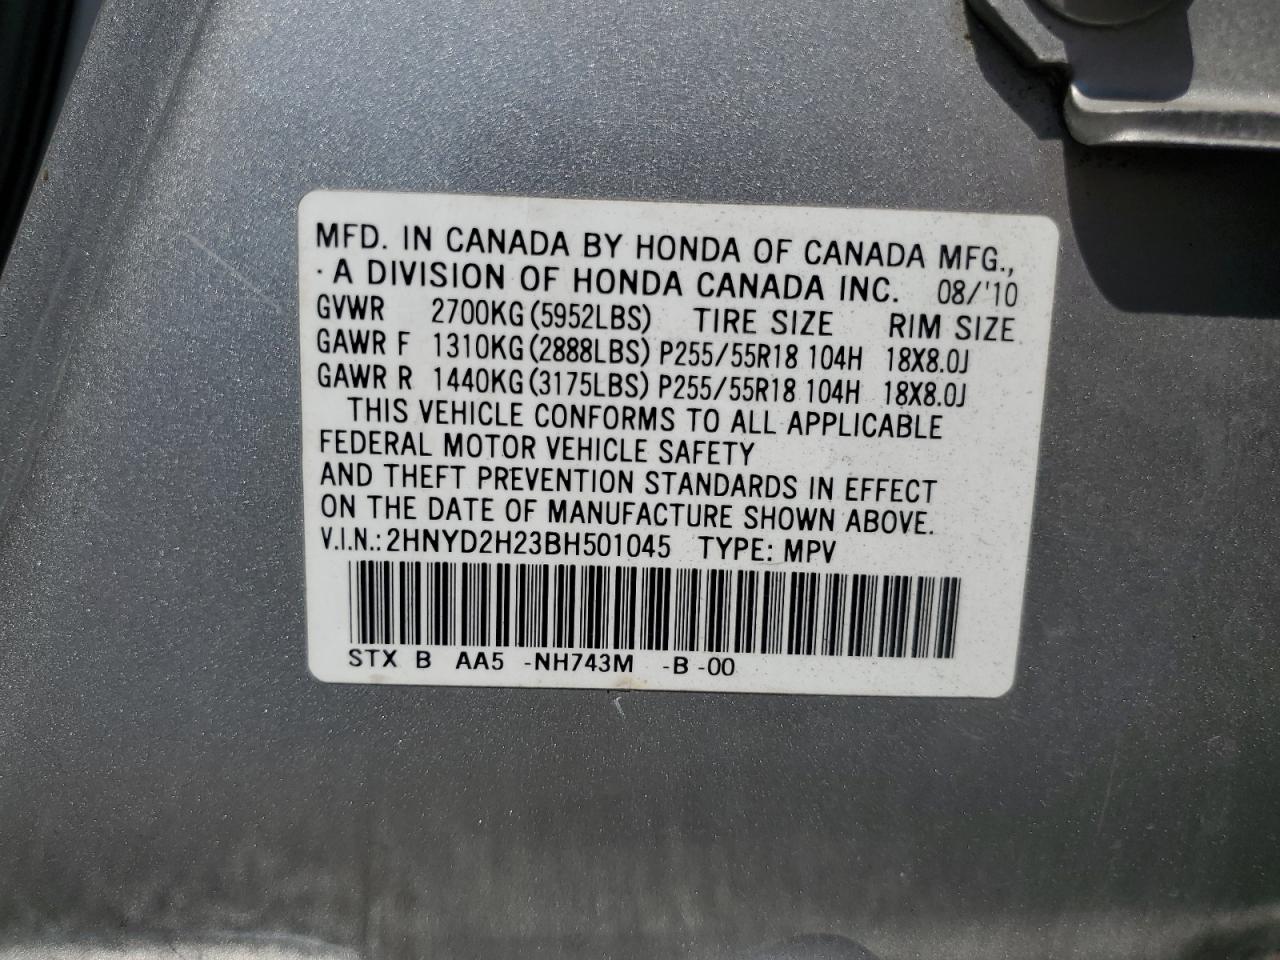 MFD. IN CANADA BY HONDA OF CANADA MFG.,
· A DIVISION OF HONDA CANADA INC. 08/'10
GVWR 2700KG(5952LBS) TIRE SIZE RIM SIZE
GAWR F 1310KG(2888LBS) P255/55R18 104H 18X8.0J
GAWR R 1440KG(3175LBS) P255/55R18 104H 18X8.0J
THIS VEHICLE CONFORMS TO ALL APPLICABLE
FEDERAL MOTOR VEHICLE SAFETY
AND THEFT PREVENTION STANDARDS IN EFFECT
ON THE DATE OF MANUFACTURE SHOWN ABOVE.
V.I.N.: 2HNYD2H23BH501045 TYPE: MPV
STX B AA5 -NH743M -B -00